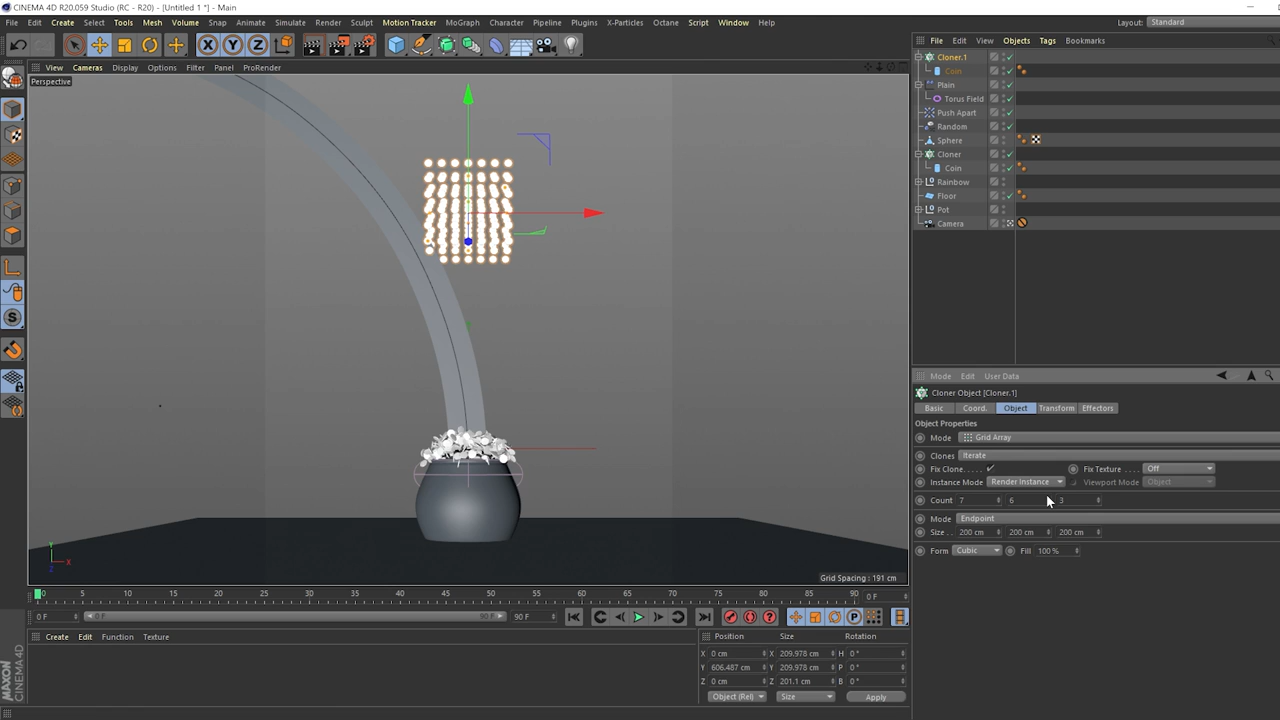 CINEMA 4D R20.059 Studio (RC - R20) - [Untitled 1 *] - Main
File Edit Create Select Tools Mesh Volume Snap Animate Simulate Render Sculpt Motion Tracker MoGraph Character Pipeline Plugins X-Particles Octane Script Window Help Layout: Standard
X Y Z
File Edit View Objects Tags Bookmarks
View Cameras Display Options Filter Panel ProRender
Perspective
Cloner.1
Coin
Plain
Torus Field
Push Apart
Random
Sphere
Cloner
Coin
Rainbow
Floor
Pot
Camera
Mode Edit User Data
Cloner Object [Cloner.1]
Basic Coord. Object Transform Effectors
Object Properties
Mode Grid Array
Clones Iterate
Fix Clone. . . . . Fix Texture . . . . Off
Instance Mode Render Instance Viewport Mode Object
Count 7 6 3
Mode Endpoint
Size . . 200 cm 200 cm 200 cm
Form Cubic Fill 100 %
Y X Z
Grid Spacing : 191 cm
0 5 10 15 20 25 30 35 40 45 50 55 60 65 70 75 80 85 90 0 F
0 F 0 F 90 F 90 F
Create Edit Function Texture
Position Size Rotation
X 0 cm X 209.978 cm H 0 °
Y 606.487 cm Y 209.978 cm P 0 °
Z 0 cm Z 201.1 cm B 0 °
Object (Rel) Size Apply
MAXON CINEMA 4D